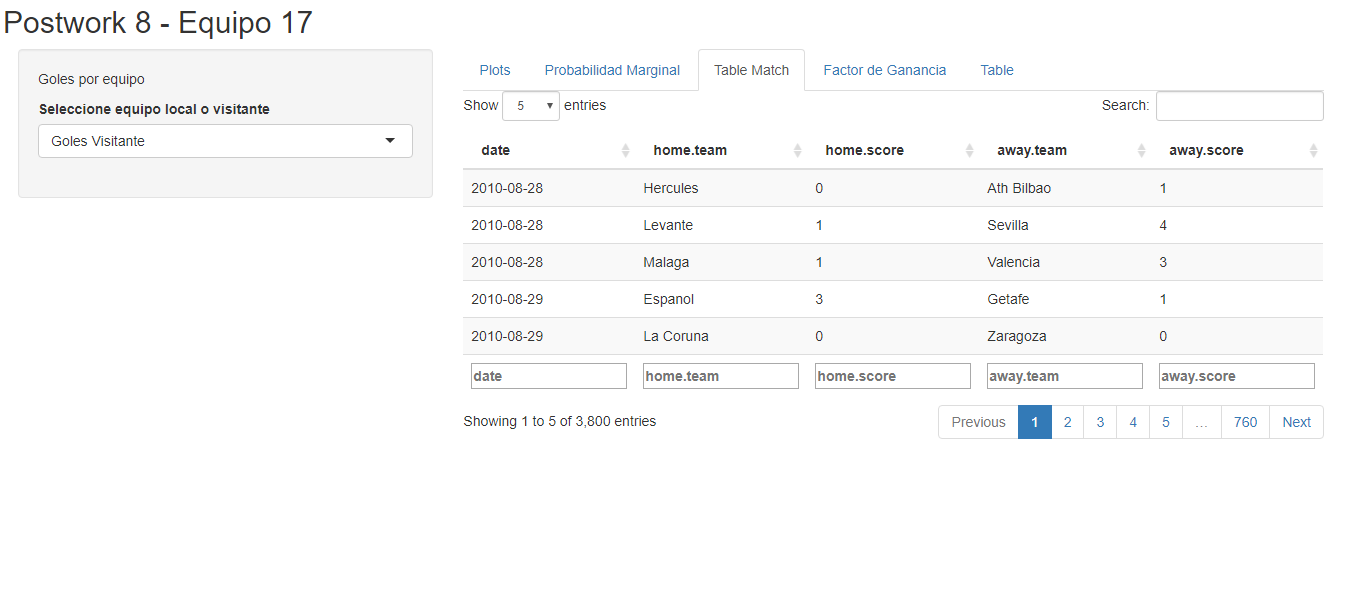 Postwork 8 - Equipo 17
Goles por equipo
Seleccione equipo local o visitante
Goles Visitante
Plots Probabilidad Marginal Table Match Factor de Ganancia Table
Show 5 entries Search:
date home.team home.score away.team away.score
2010-08-28 Hercules 0 Ath Bilbao 1
2010-08-28 Levante 1 Sevilla 4
2010-08-28 Malaga 1 Valencia 3
2010-08-29 Espanol 3 Getafe 1
2010-08-29 La Coruna 0 Zaragoza 0
date home.team home.score away.team away.score
Showing 1 to 5 of 3,800 entries Previous 1 2 3 4 5 … 760 Next